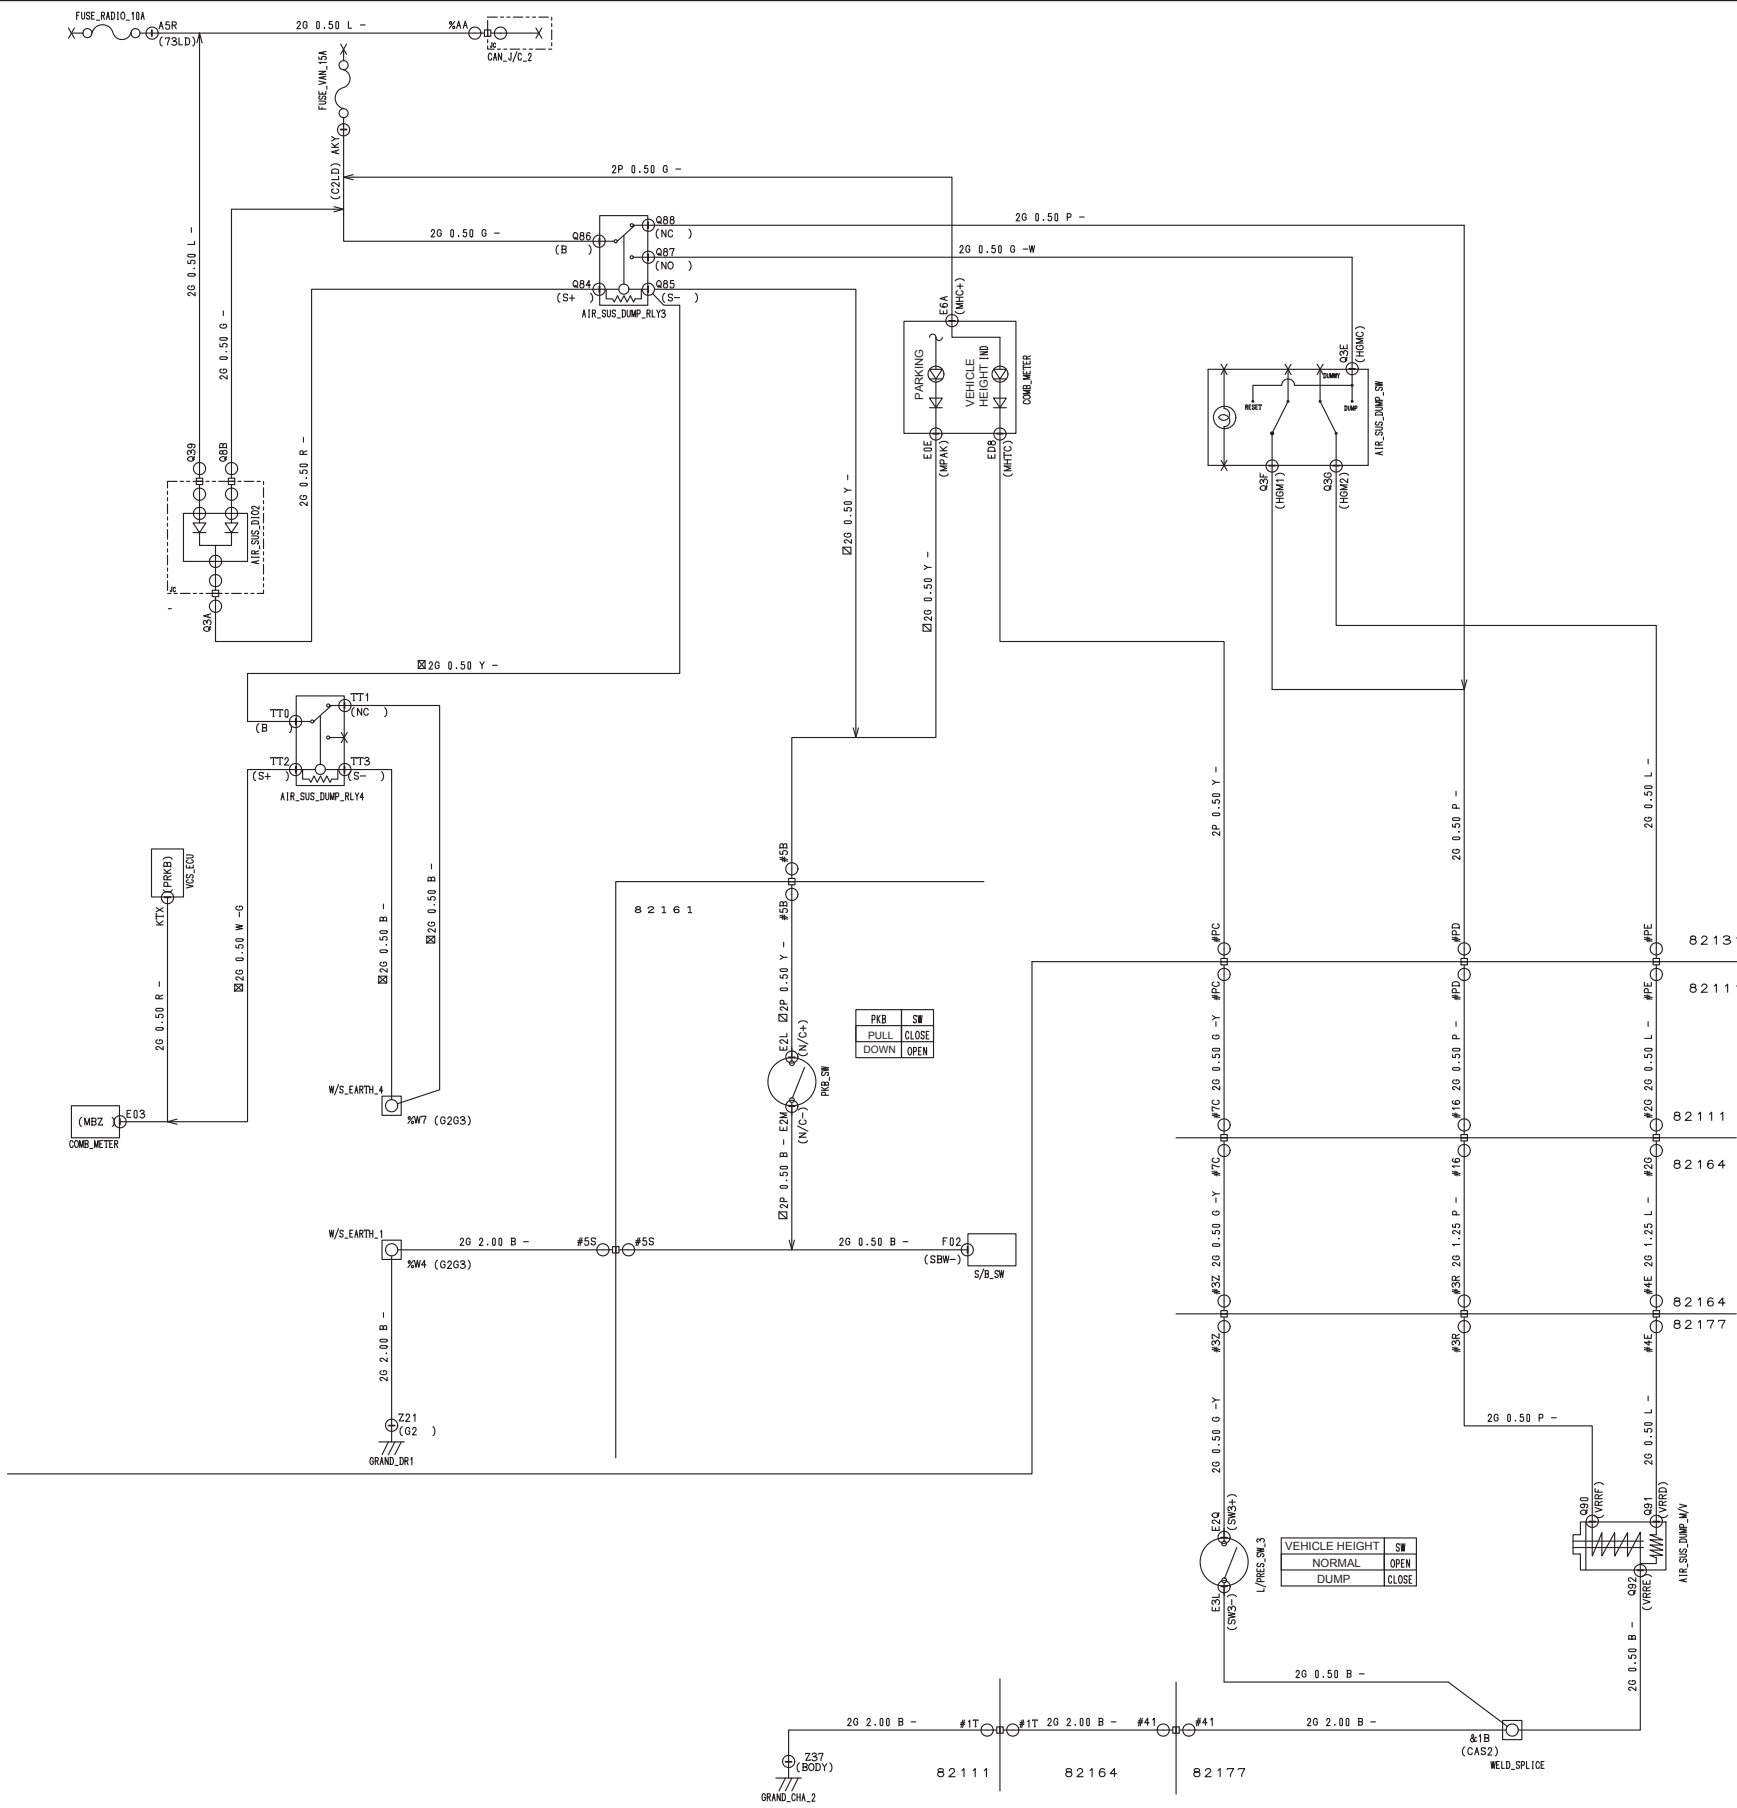 FUSE_RADIO_10A
A5R
(73LD)
2G 0.50 L -
%AA
JC
CAN_J/C_2
FUSE_VAN_15A
(C2LD) AKY
2P 0.50 G -
2G 0.50 L -
2G 0.50 G -
2G 0.50 G -
Q86
(B )
Q88
(NC )
Q87
(NO )
Q84
(S+ )
Q85
(S- )
AIR_SUS_DUMP_RLY3
2G 0.50 P -
2G 0.50 G -W
E6A
(MHC+)
PARKING
VEHICLE
HEIGHT IND
COMB_METER
E0E
(MPAK)
ED8
(MHTC)
Q3E
(HGMC)
DUMMY
RESET
DUMP
AIR_SUS_DUMP_SW
Q3F
(HGM1)
Q3G
(HGM2)
Q39
Q8B
AIR_SUS_DIO2
JC
-
Q3A
2G 0.50 R -
2G 0.50 Y -
2G 0.50 Y -
2G 0.50 Y -
TT0
(B )
TT1
(NC )
TT2
(S+ )
TT3
(S- )
AIR_SUS_DUMP_RLY4
2P 0.50 Y -
2G 0.50 P -
2G 0.50 L -
(PRKB)
VCS_ECU
KTX
2G 0.50 R -
2G 0.50 W -G
2G 0.50 B -
2G 0.50 B -
#5B
#5B
82161
2P 0.50 Y -
E2L
(N/C+)
PKB_SW
E2M
(N/C-)
2P 0.50 B -
PKB SW
PULL CLOSE
DOWN OPEN
#PC
#PD
#PE
8213
#PC
#PD
#PE
8211
2G 0.50 G -Y
2G 0.50 P -
2G 0.50 L -
W/S_EARTH_4
%W7 (G2G3)
(MBZ )
E03
COMB_METER
#7C
#16
#2G
82111
#7C
#16
#2G
82164
W/S_EARTH_1
%W4 (G2G3)
2G 2.00 B -
#5S
#5S
2G 0.50 B -
F02
(SBW-)
S/B_SW
2G 0.50 G -Y
2G 1.25 P -
2G 1.25 L -
#3Z
#3R
#4E
82164
#3Z
#3R
#4E
82177
2G 2.00 B -
Z21
(G2 )
GRAND_DR1
2G 0.50 G -Y
2G 0.50 P -
2G 0.50 L -
Q90
(VRRF)
Q91
(VRRD)
AIR_SUS_DUMP_M/V
Q92
(VRRE)
E2Q
(SW3+)
L/PRES_SW_3
E3L
(SW3-)
VEHICLE HEIGHT SW
NORMAL OPEN
DUMP CLOSE
2G 0.50 B -
2G 0.50 B -
2G 2.00 B -
#1T
#1T
2G 2.00 B -
#41
#41
2G 2.00 B -
&1B
(CAS2)
WELD_SPLICE
Z37
(BODY)
GRAND_CHA_2
82111
82164
82177